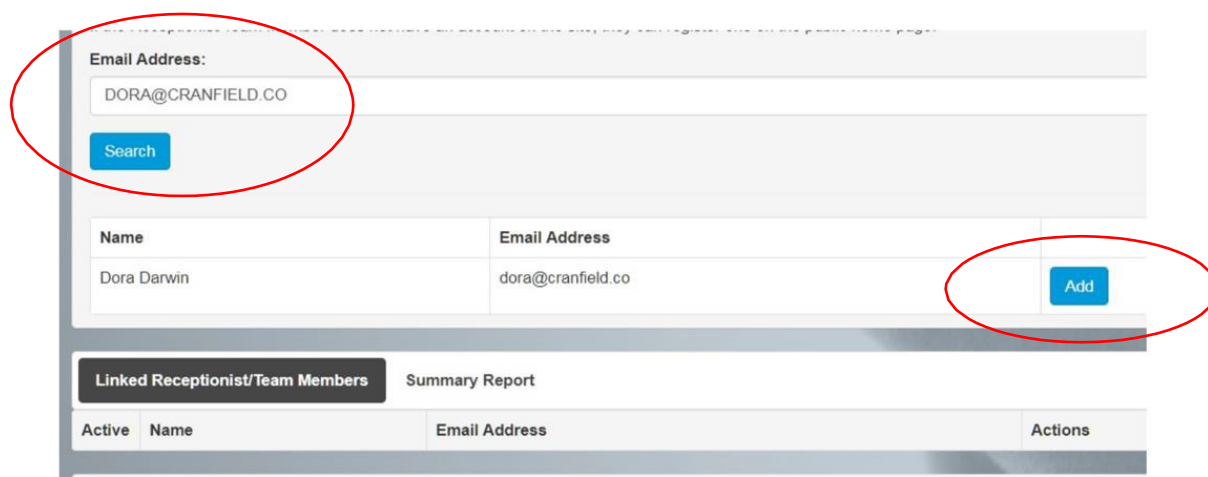 Email Address:
DORA@CRANFIELD.CO
Search
Name Email Address
Dora Darwin dora@cranfield.co Add
Linked Receptionist/Team Members Summary Report
Active Name Email Address Actions